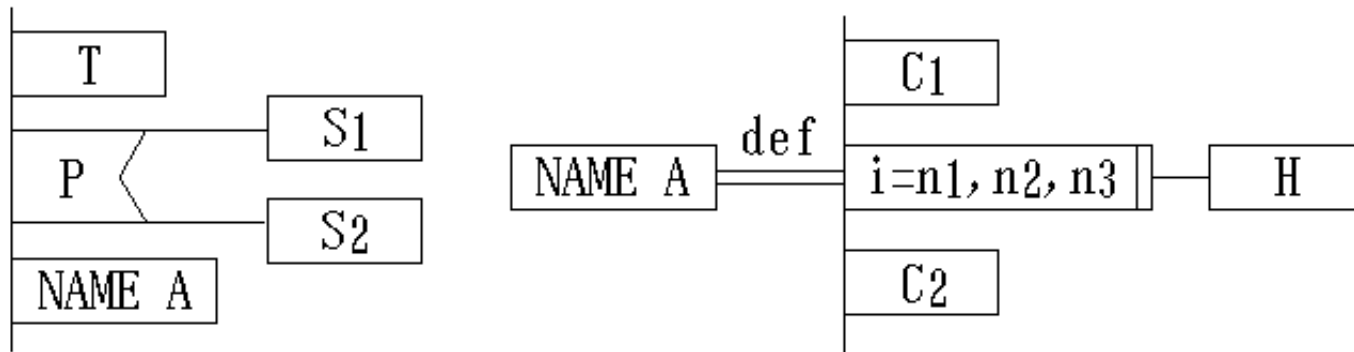 T
P
S1
S2
NAME A
NAME A
def
C1
i=n1, n2, n3
H
C2